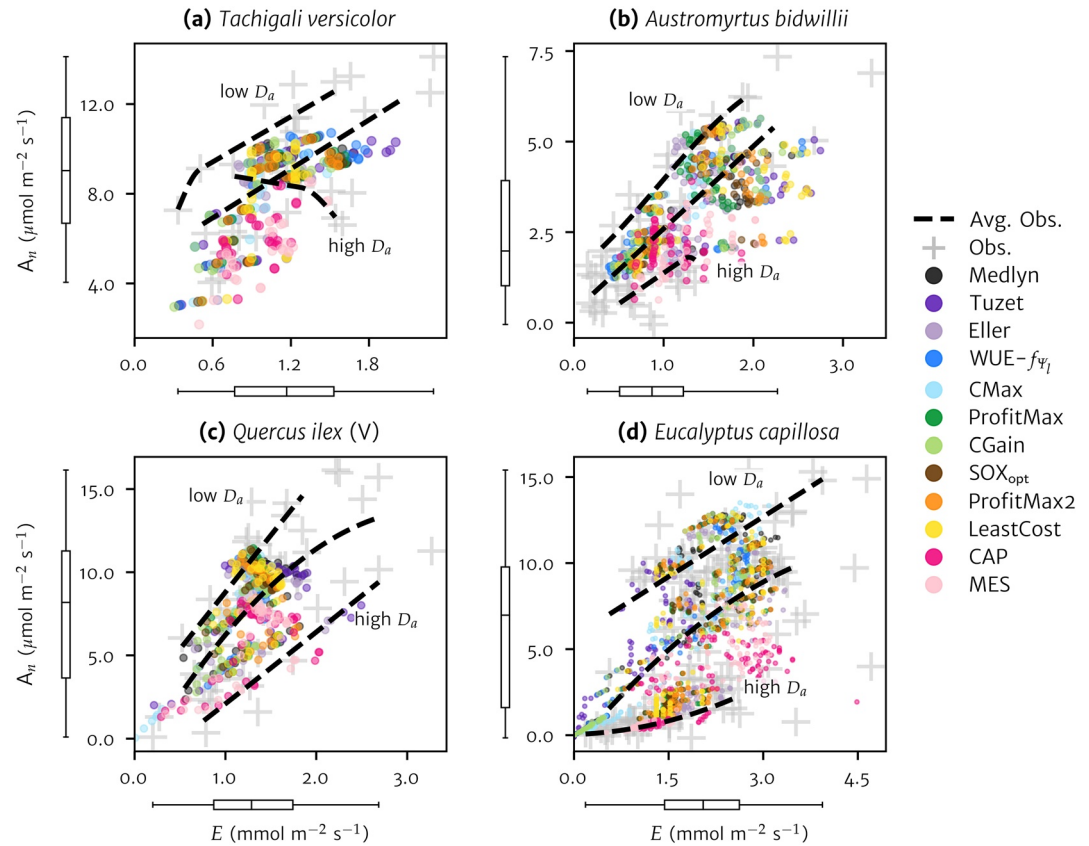 (a) Tachigali versicolor
(b) Austromyrtus bidwillii
Aₙ (μmol m⁻² s⁻¹)
12.0
8.0
4.0
0.0
0.6
1.2
1.8
low Dₐ
high Dₐ
7.5
5.0
2.5
0.0
0.0
1.0
2.0
3.0
low Dₐ
high Dₐ
(c) Quercus ilex (V)
(d) Eucalyptus capillosa
Aₙ (μmol m⁻² s⁻¹)
15.0
10.0
5.0
0.0
0.0
1.0
2.0
3.0
low Dₐ
high Dₐ
E (mmol m⁻² s⁻¹)
15.0
10.0
5.0
0.0
0.0
1.5
3.0
4.5
low Dₐ
high Dₐ
E (mmol m⁻² s⁻¹)
Avg. Obs.
Obs.
Medlyn
Tuzet
Eller
WUE-f_Ψₗ
CMax
ProfitMax
CGain
SOXopt
ProfitMax2
LeastCost
CAP
MES